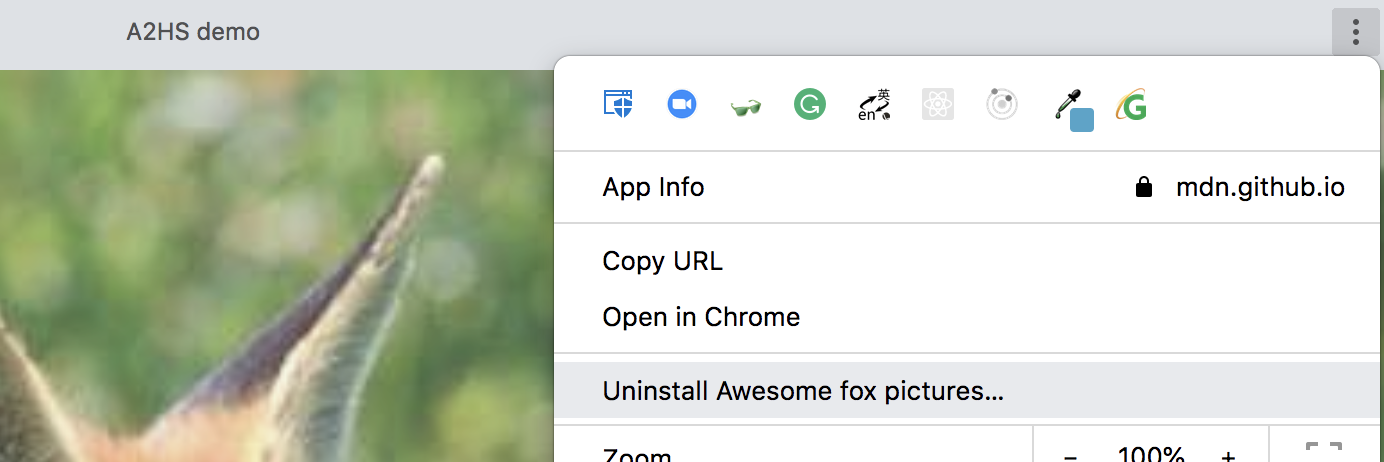 A2HS demo
英
en
App Info
mdn.github.io
Copy URL
Open in Chrome
Uninstall Awesome fox pictures...
Zoom
- 100% +